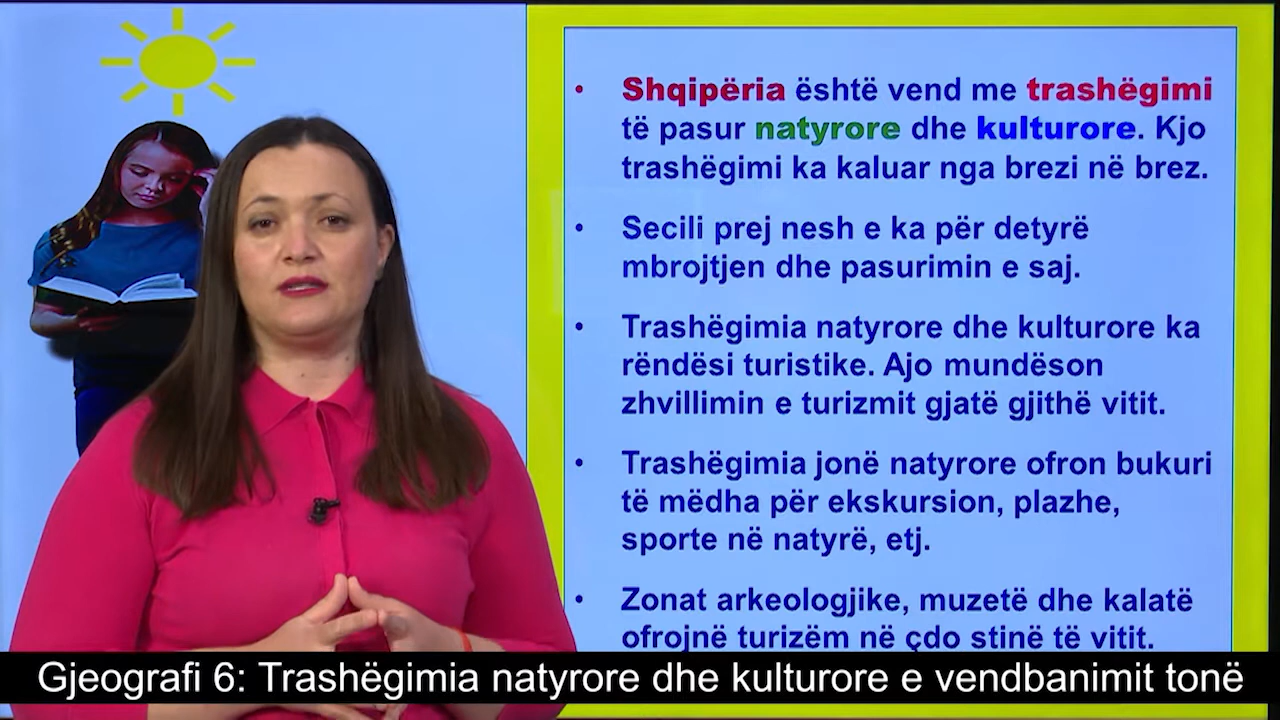 • Shqipëria është vend me trashëgimi
të pasur natyrore dhe kulturore. Kjo
trashëgimi ka kaluar nga brezi në brez.
• Secili prej nesh e ka për detyrë
mbrojtjen dhe pasurimin e saj.
• Trashëgimia natyrore dhe kulturore ka
rëndësi turistike. Ajo mundëson
zhvillimin e turizmit gjatë gjithë vitit.
• Trashëgimia jonë natyrore ofron bukuri
të mëdha për ekskursion, plazhe,
sporte në natyrë, etj.
• Zonat arkeologjike, muzetë dhe kalatë
ofrojnë turizëm në çdo stinë të vitit.
Gjeografi 6: Trashëgimia natyrore dhe kulturore e vendbanimit tonë